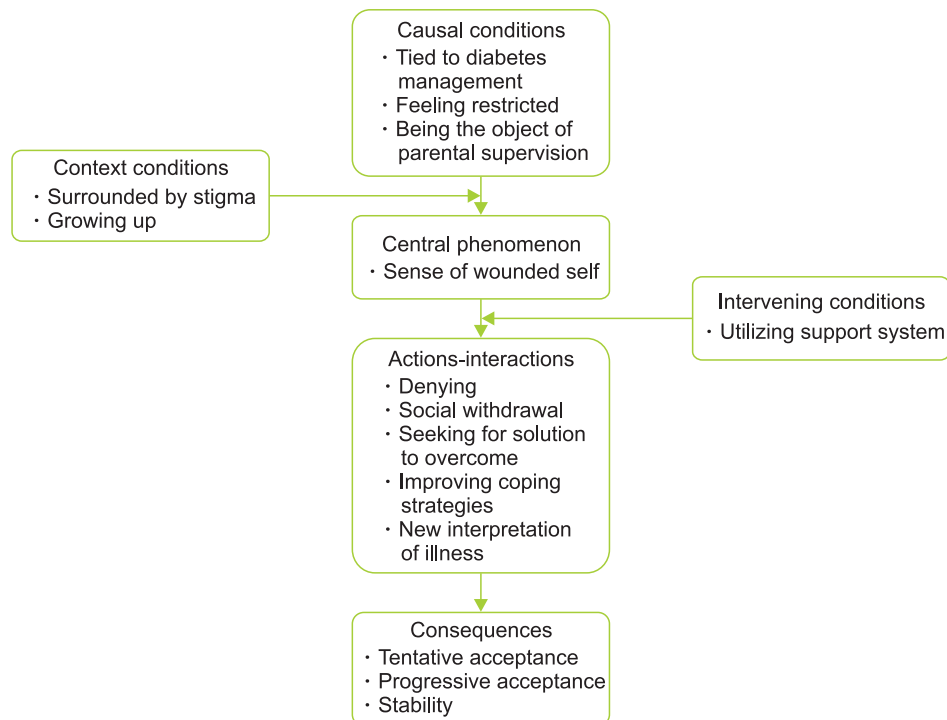 Causal conditions
· Tied to diabetes
management
· Feeling restricted
· Being the object of
parental supervision
Context conditions
· Surrounded by stigma
· Growing up
Central phenomenon
· Sense of wounded self
Intervening conditions
· Utilizing support system
Actions-interactions
· Denying
· Social withdrawal
· Seeking for solution
to overcome
· Improving coping
strategies
· New interpretation
of illness
Consequences
· Tentative acceptance
· Progressive acceptance
· Stability